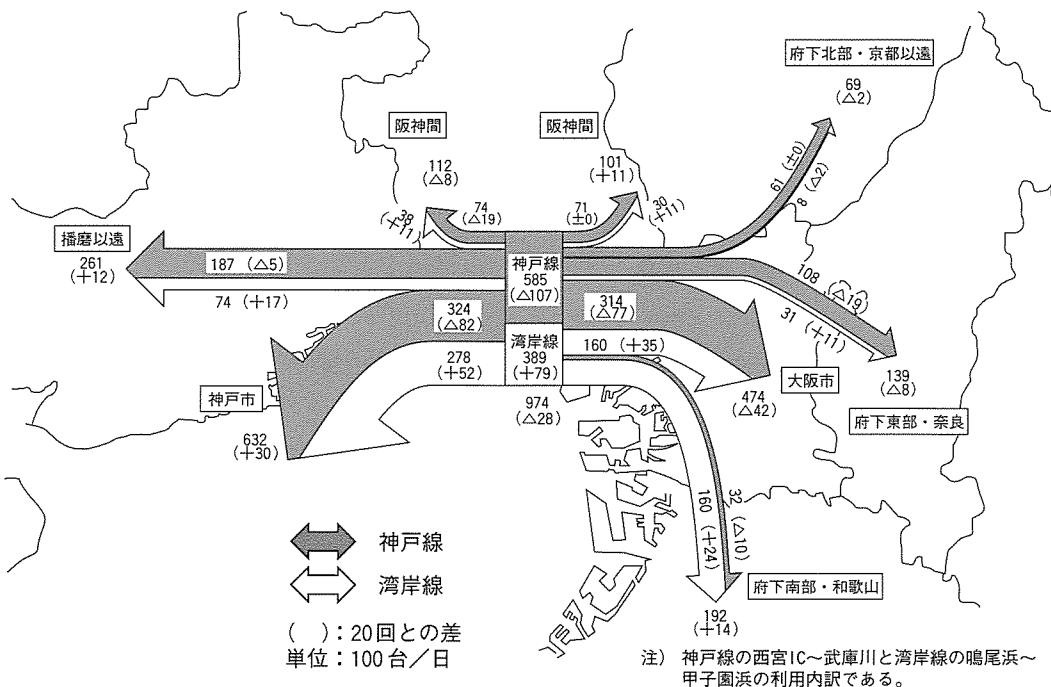 府下北部・京都以遠
69
(△2)
阪神間
阪神間
112
(△8)
101
(+11)
61 (±0)
8 (△2)
38
(+11)
74
(△19)
71
(±0)
30
(+11)
播磨以遠
261
(+12)
187 (△5)
神戸線
585
(△107)
108 (△19)
74 (+17)
31 (+11)
324
(△82)
314
(△77)
湾岸線
389
(+79)
160 (+35)
278
(+52)
139
(△8)
大阪市
神戸市
974
(△28)
474
(△42)
府下東部・奈良
632
(+30)
32 (△10)
160 (+24)
神戸線
湾岸線
府下南部・和歌山
192
(+14)
( ):20回との差
単位:100台/日
注) 神戸線の西宮IC~武庫川と湾岸線の鳴尾浜~
甲子園浜の利用内訳である。